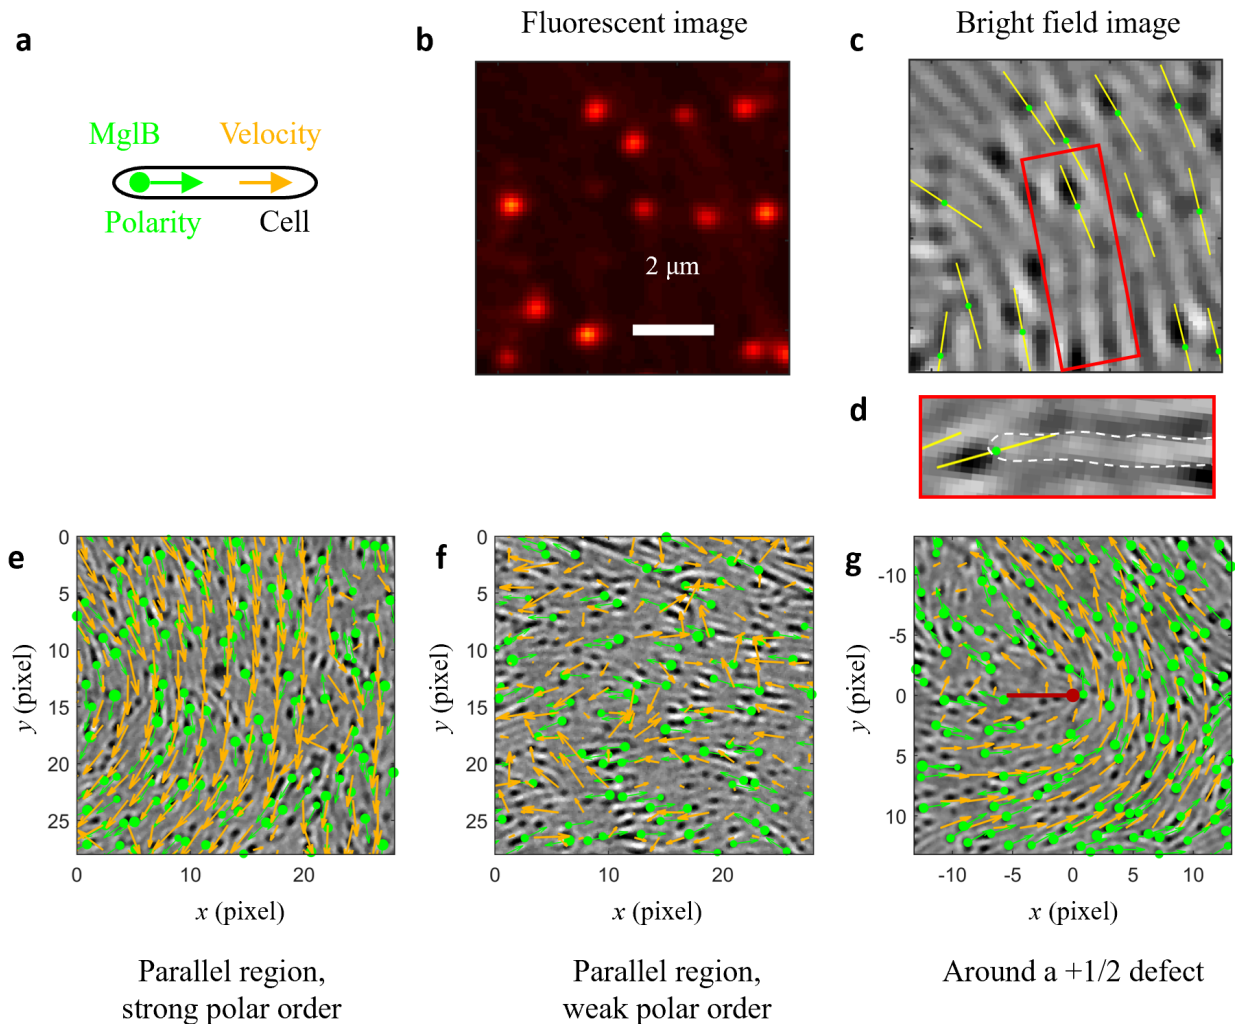 a
MglB
Velocity
Polarity
Cell
b
Fluorescent image
2 μm
c
Bright field image
d
e
0
5
10
15
20
25
y (pixel)
0
10
20
x (pixel)
Parallel region,
strong polar order
f
0
5
10
15
20
25
y (pixel)
0
10
20
x (pixel)
Parallel region,
weak polar order
g
-10
-5
0
5
10
y (pixel)
-10
-5
0
5
10
x (pixel)
Around a +1/2 defect